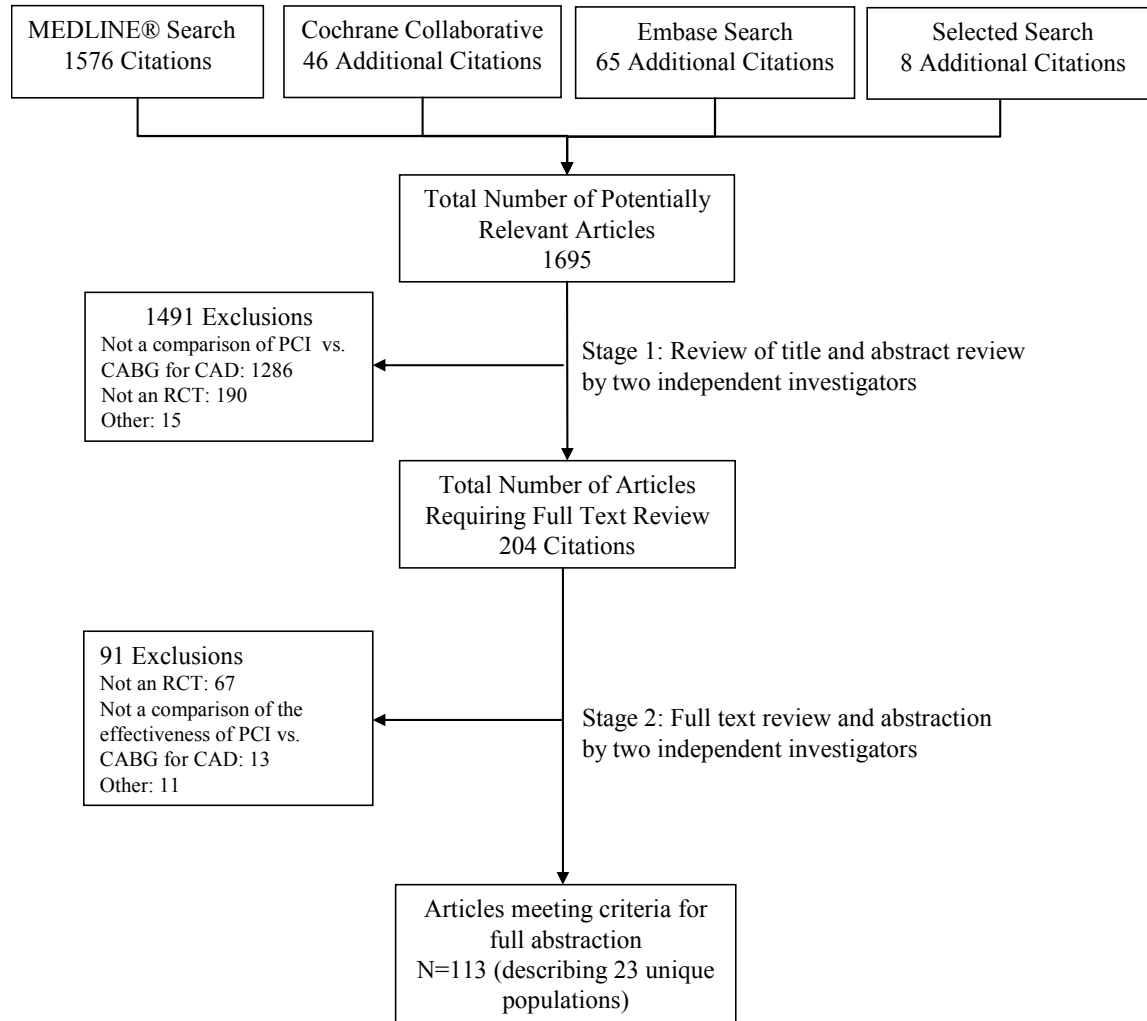 MEDLINE® Search
1576 Citations
Cochrane Collaborative
46 Additional Citations
Embase Search
65 Additional Citations
Selected Search
8 Additional Citations
Total Number of Potentially
Relevant Articles
1695
1491 Exclusions
Not a comparison of PCI vs.
CABG for CAD: 1286
Not an RCT: 190
Other: 15
Stage 1: Review of title and abstract review
by two independent investigators
Total Number of Articles
Requiring Full Text Review
204 Citations
91 Exclusions
Not an RCT: 67
Not a comparison of the
effectiveness of PCI vs.
CABG for CAD: 13
Other: 11
Stage 2: Full text review and abstraction
by two independent investigators
Articles meeting criteria for
full abstraction
N=113 (describing 23 unique
populations)